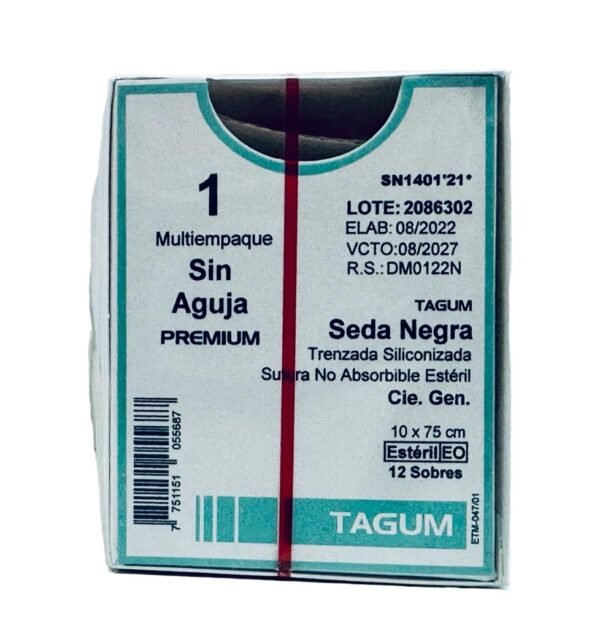 1
Multiempaque
Sin
Aguja
PREMIUM
SN1401'21*
LOTE: 2086302
ELAB: 08/2022
VCTO: 08/2027
R.S.: DM0122N
TAGUM
Seda Negra
Trenzada Siliconizada
Sutura No Absorbible Estéril
Cie. Gen.
10 x 75 cm
Estéril EO
12 Sobres
7 751151 055687
TAGUM
ETM-047/01